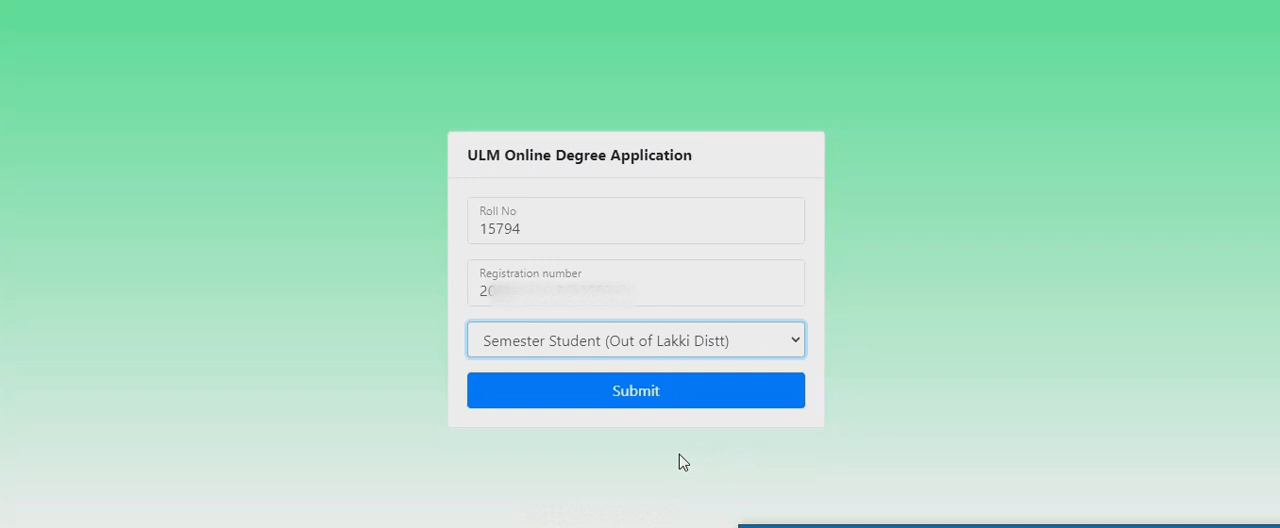 ULM Online Degree Application
Roll No
15794
Registration number
Semester Student (Out of Lakki Distt)
Submit